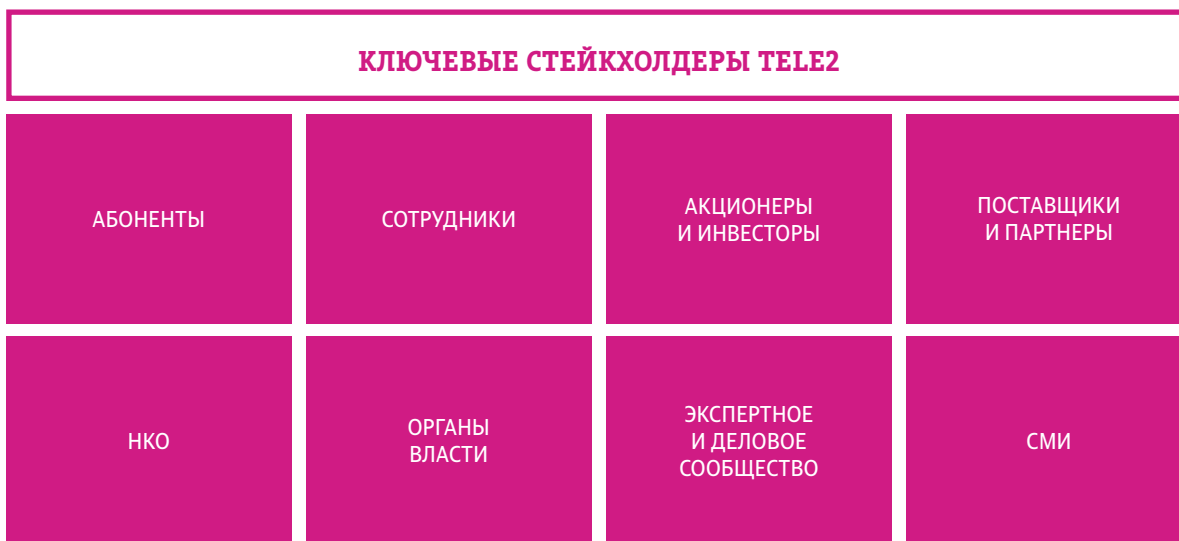 КЛЮЧЕВЫЕ СТЕЙКХОЛДЕРЫ TELE2
АБОНЕНТЫ
СОТРУДНИКИ
АКЦИОНЕРЫ
И ИНВЕСТОРЫ
ПОСТАВЩИКИ
И ПАРТНЕРЫ
НКО
ОРГАНЫ
ВЛАСТИ
ЭКСПЕРТНОЕ
И ДЕЛОВОЕ
СООБЩЕСТВО
СМИ